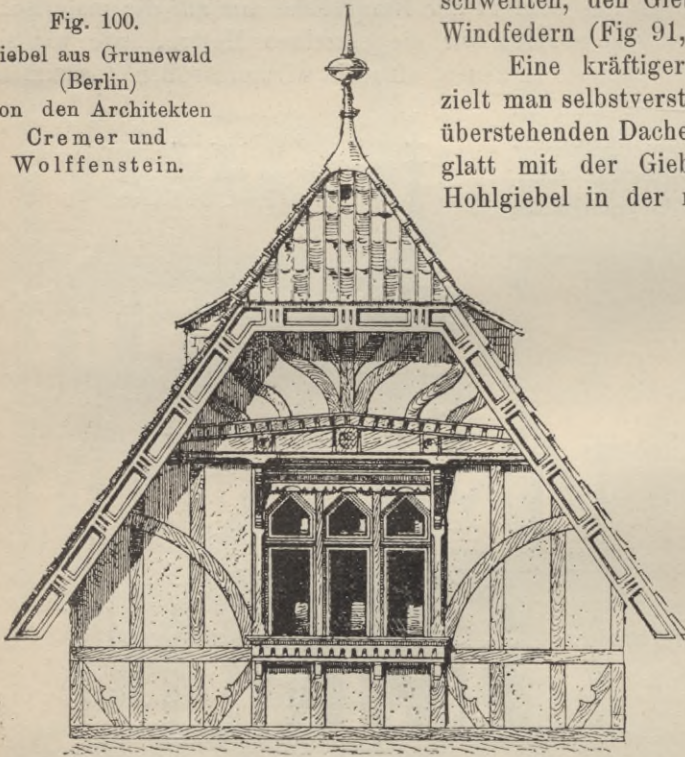 Fig. 100.
iebel aus Grunewald
(Berlin)
on den Architekten
Cremer und
Wolffenstein.
Windfedern (Fig 91,
Eine kräftiger
zielt man selbstverst
überstehenden Dache
glatt mit der Gieb
Hohlgiebel in der